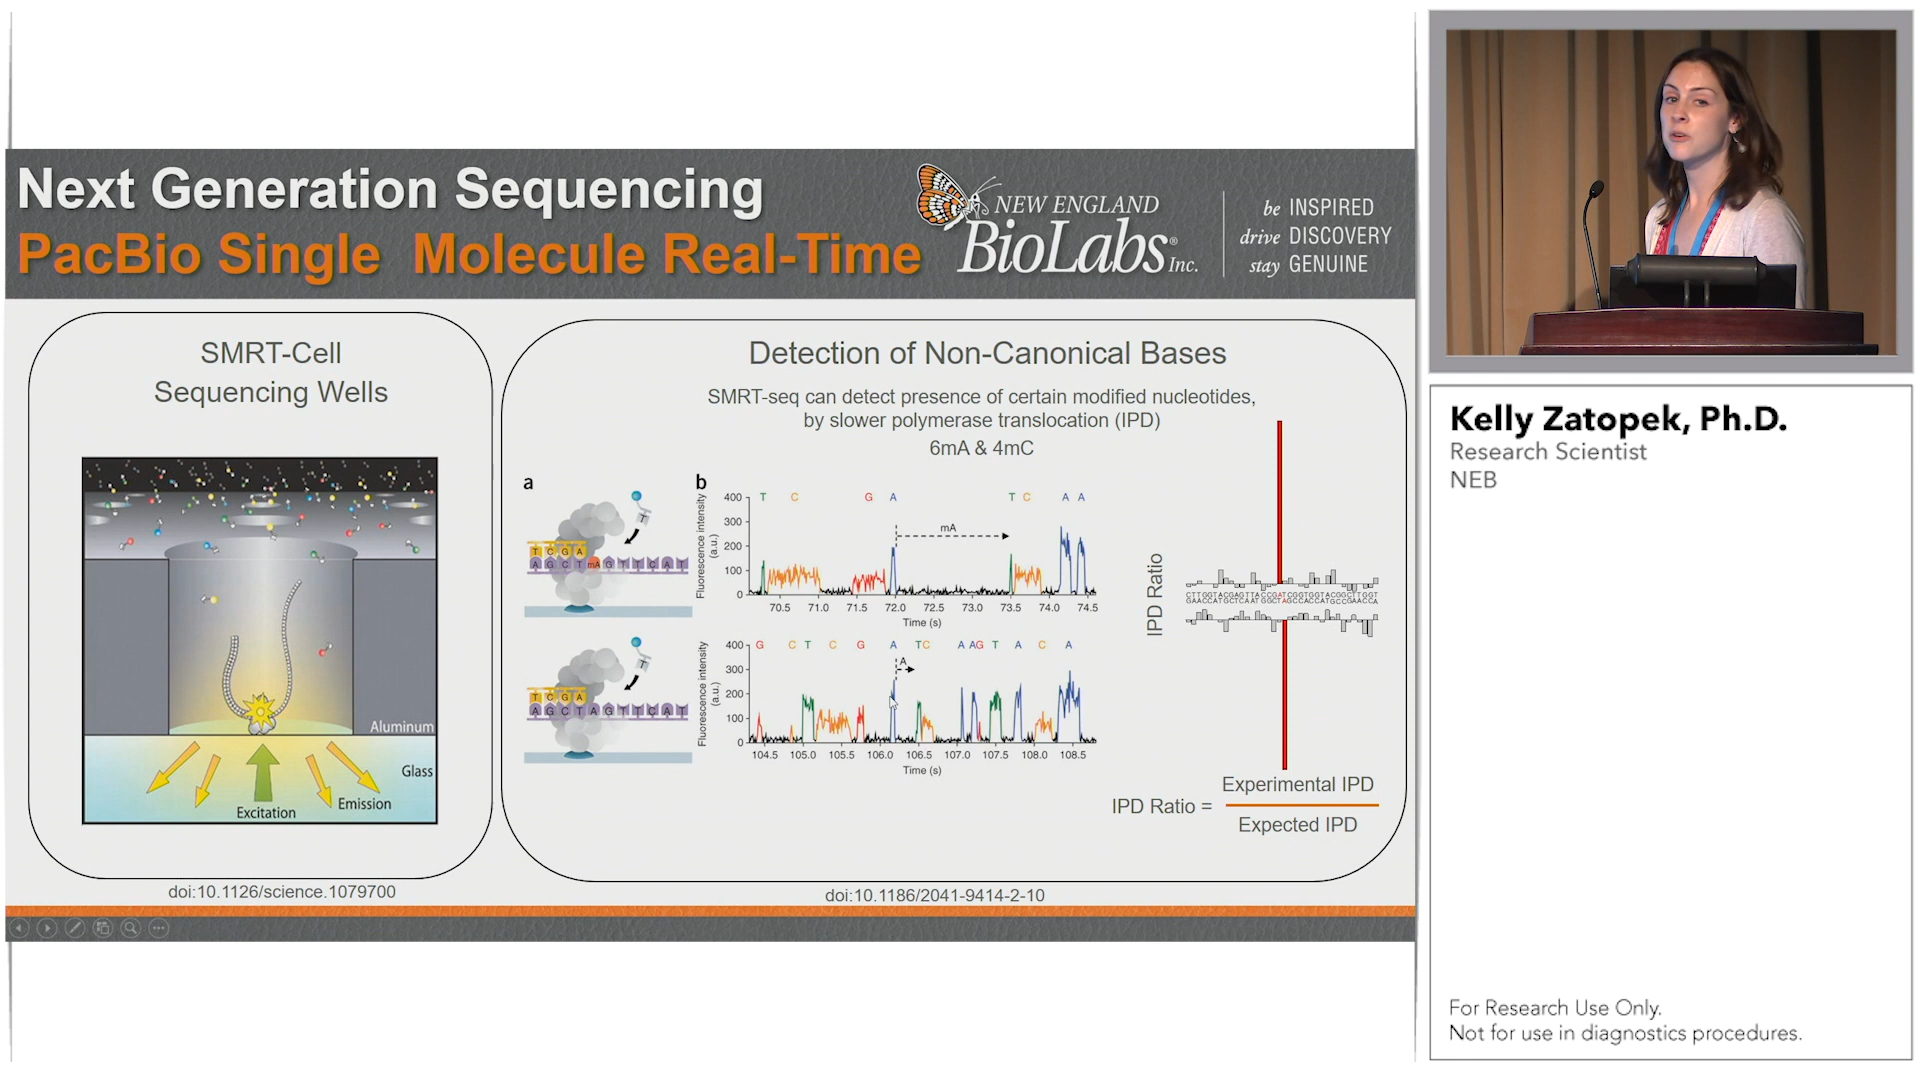 Next Generation Sequencing
PacBio Single Molecule Real-Time
NEW ENGLAND
BioLabs® Inc.
be INSPIRED
drive DISCOVERY
stay GENUINE
SMRT-Cell
Sequencing Wells
Aluminum
Glass
Excitation
Emission
doi:10.1126/science.1079700
Detection of Non-Canonical Bases
SMRT-seq can detect presence of certain modified nucleotides,
by slower polymerase translocation (IPD)
6mA & 4mC
a
T
T C G A
A G C T mA G T T C A T
T
T C G A
A G C T A G T T C A T
b
Fluorescence intensity
(a.u.)
400
300
200
100
0
T C G A T C A A
mA
70.5 71.0 71.5 72.0 72.5 73.0 73.5 74.0 74.5
Time (s)
Fluorescence intensity
(a.u.)
400
300
200
100
0
G C T C G A T C A A G T A C A
A
104.5 105.0 105.5 106.0 106.5 107.0 107.5 108.0 108.5
Time (s)
IPD Ratio
CTTGGTACGAGTTACCGATCGGTGGTACGGCTTGGT
GAACCATGCTCAATGGCTAGCCACCATGCCGAACCA
IPD Ratio =
Experimental IPD
Expected IPD
doi:10.1186/2041-9414-2-10
Kelly Zatopek, Ph.D.
Research Scientist
NEB
For Research Use Only.
Not for use in diagnostics procedures.